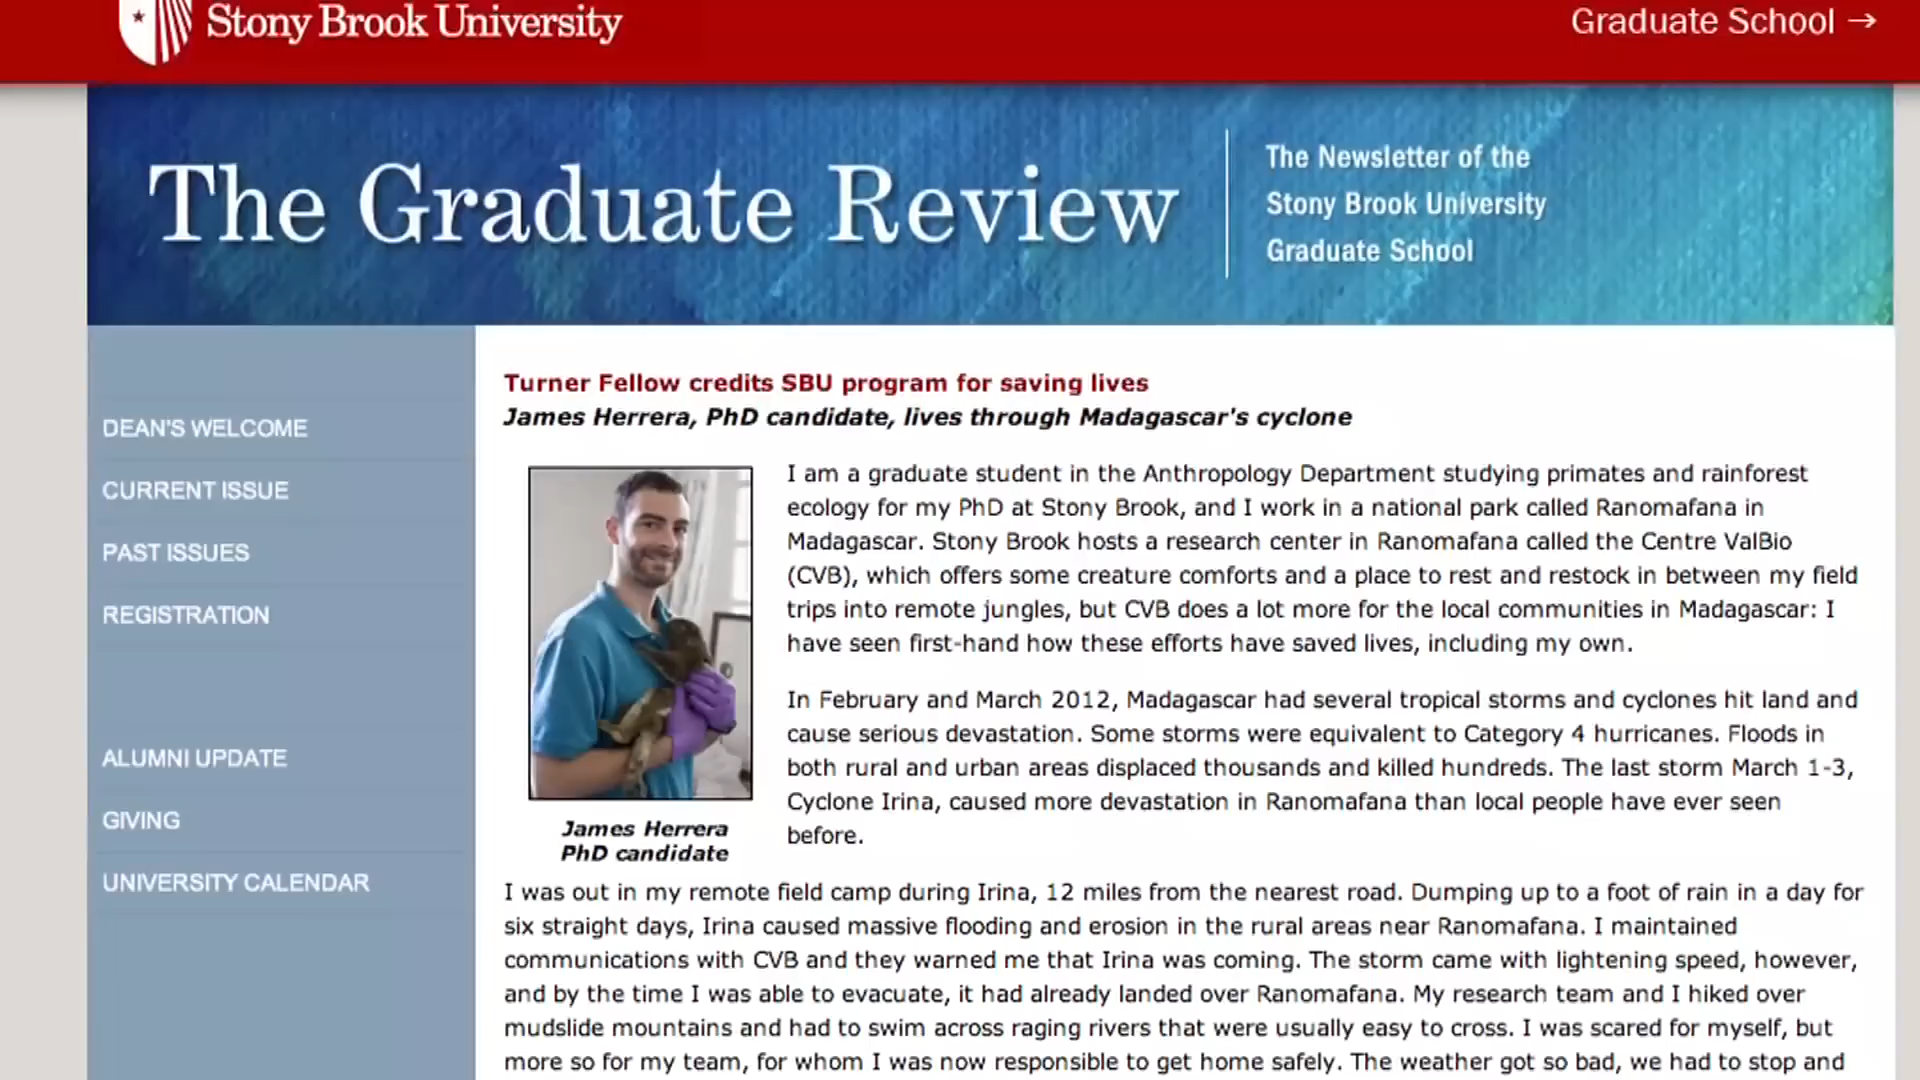 Stony Brook University
Graduate School →
The Graduate Review
The Newsletter of the
Stony Brook University
Graduate School
DEAN'S WELCOME
CURRENT ISSUE
PAST ISSUES
REGISTRATION
ALUMNI UPDATE
GIVING
UNIVERSITY CALENDAR
Turner Fellow credits SBU program for saving lives
James Herrera, PhD candidate, lives through Madagascar's cyclone
James Herrera
PhD candidate
I am a graduate student in the Anthropology Department studying primates and rainforest
ecology for my PhD at Stony Brook, and I work in a national park called Ranomafana in
Madagascar. Stony Brook hosts a research center in Ranomafana called the Centre ValBio
(CVB), which offers some creature comforts and a place to rest and restock in between my field
trips into remote jungles, but CVB does a lot more for the local communities in Madagascar: I
have seen first-hand how these efforts have saved lives, including my own.
In February and March 2012, Madagascar had several tropical storms and cyclones hit land and
cause serious devastation. Some storms were equivalent to Category 4 hurricanes. Floods in
both rural and urban areas displaced thousands and killed hundreds. The last storm March 1-3,
Cyclone Irina, caused more devastation in Ranomafana than local people have ever seen
before.
I was out in my remote field camp during Irina, 12 miles from the nearest road. Dumping up to a foot of rain in a day for
six straight days, Irina caused massive flooding and erosion in the rural areas near Ranomafana. I maintained
communications with CVB and they warned me that Irina was coming. The storm came with lightening speed, however,
and by the time I was able to evacuate, it had already landed over Ranomafana. My research team and I hiked over
mudslide mountains and had to swim across raging rivers that were usually easy to cross. I was scared for myself, but
more so for my team, for whom I was now responsible to get home safely. The weather got so bad, we had to stop and